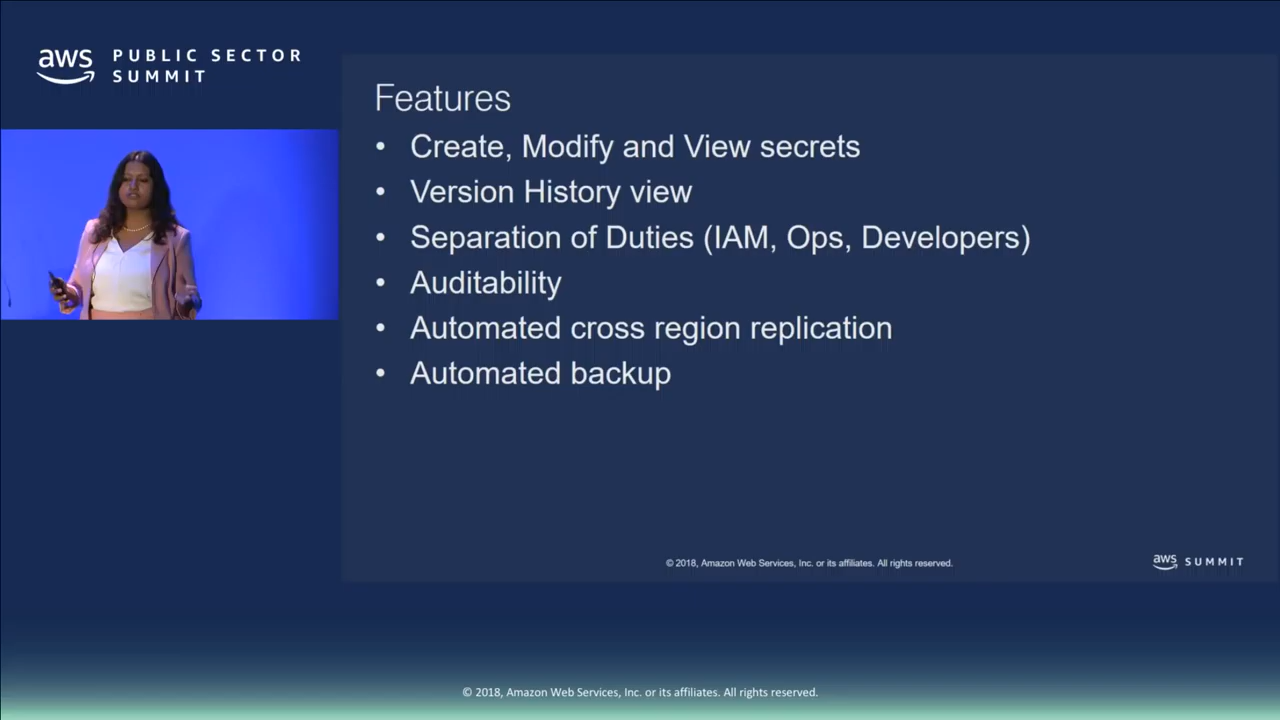 aws PUBLIC SECTOR
SUMMIT
Features
• Create, Modify and View secrets
• Version History view
• Separation of Duties (IAM, Ops, Developers)
• Auditability
• Automated cross region replication
• Automated backup
© 2018, Amazon Web Services, Inc. or its affiliates. All rights reserved.
aws SUMMIT
© 2018, Amazon Web Services, Inc. or its affiliates. All rights reserved.